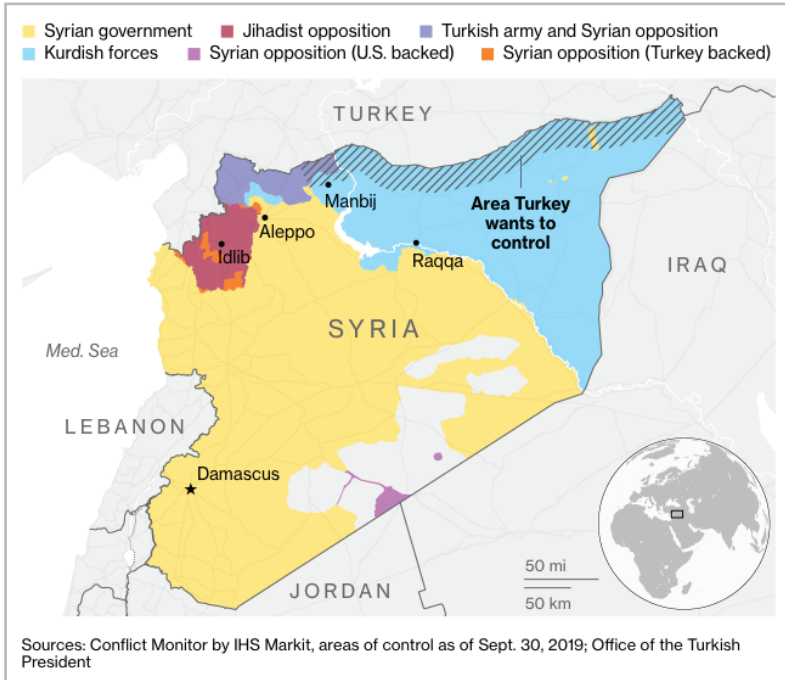 Syrian government
Jihadist opposition
Turkish army and Syrian opposition
Kurdish forces
Syrian opposition (U.S. backed)
Syrian opposition (Turkey backed)
TURKEY
Manbij
Area Turkey
wants to
control
Aleppo
Idlib
Raqqa
IRAQ
SYRIA
Med. Sea
LEBANON
Damascus
50 mi
JORDAN
50 km
Sources: Conflict Monitor by IHS Markit, areas of control as of Sept. 30, 2019; Office of the Turkish
President